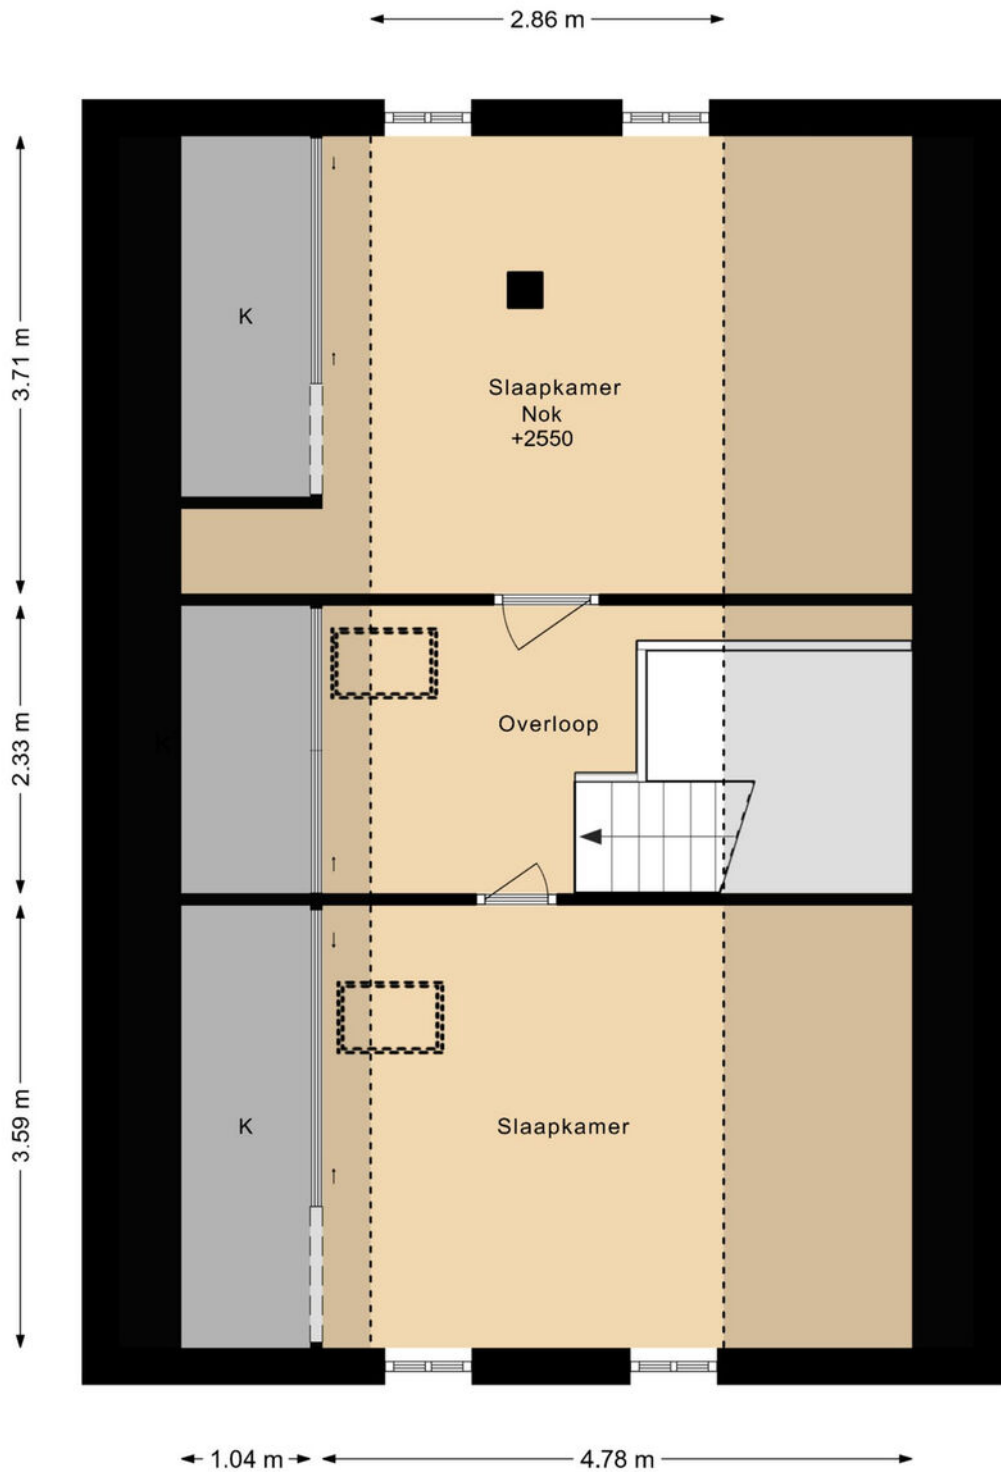 2.86 m
3.71 m
K
Slaapkamer
Nok
+2550
2.33 m
K
Overloop
3.59 m
K
Slaapkamer
1.04 m
4.78 m